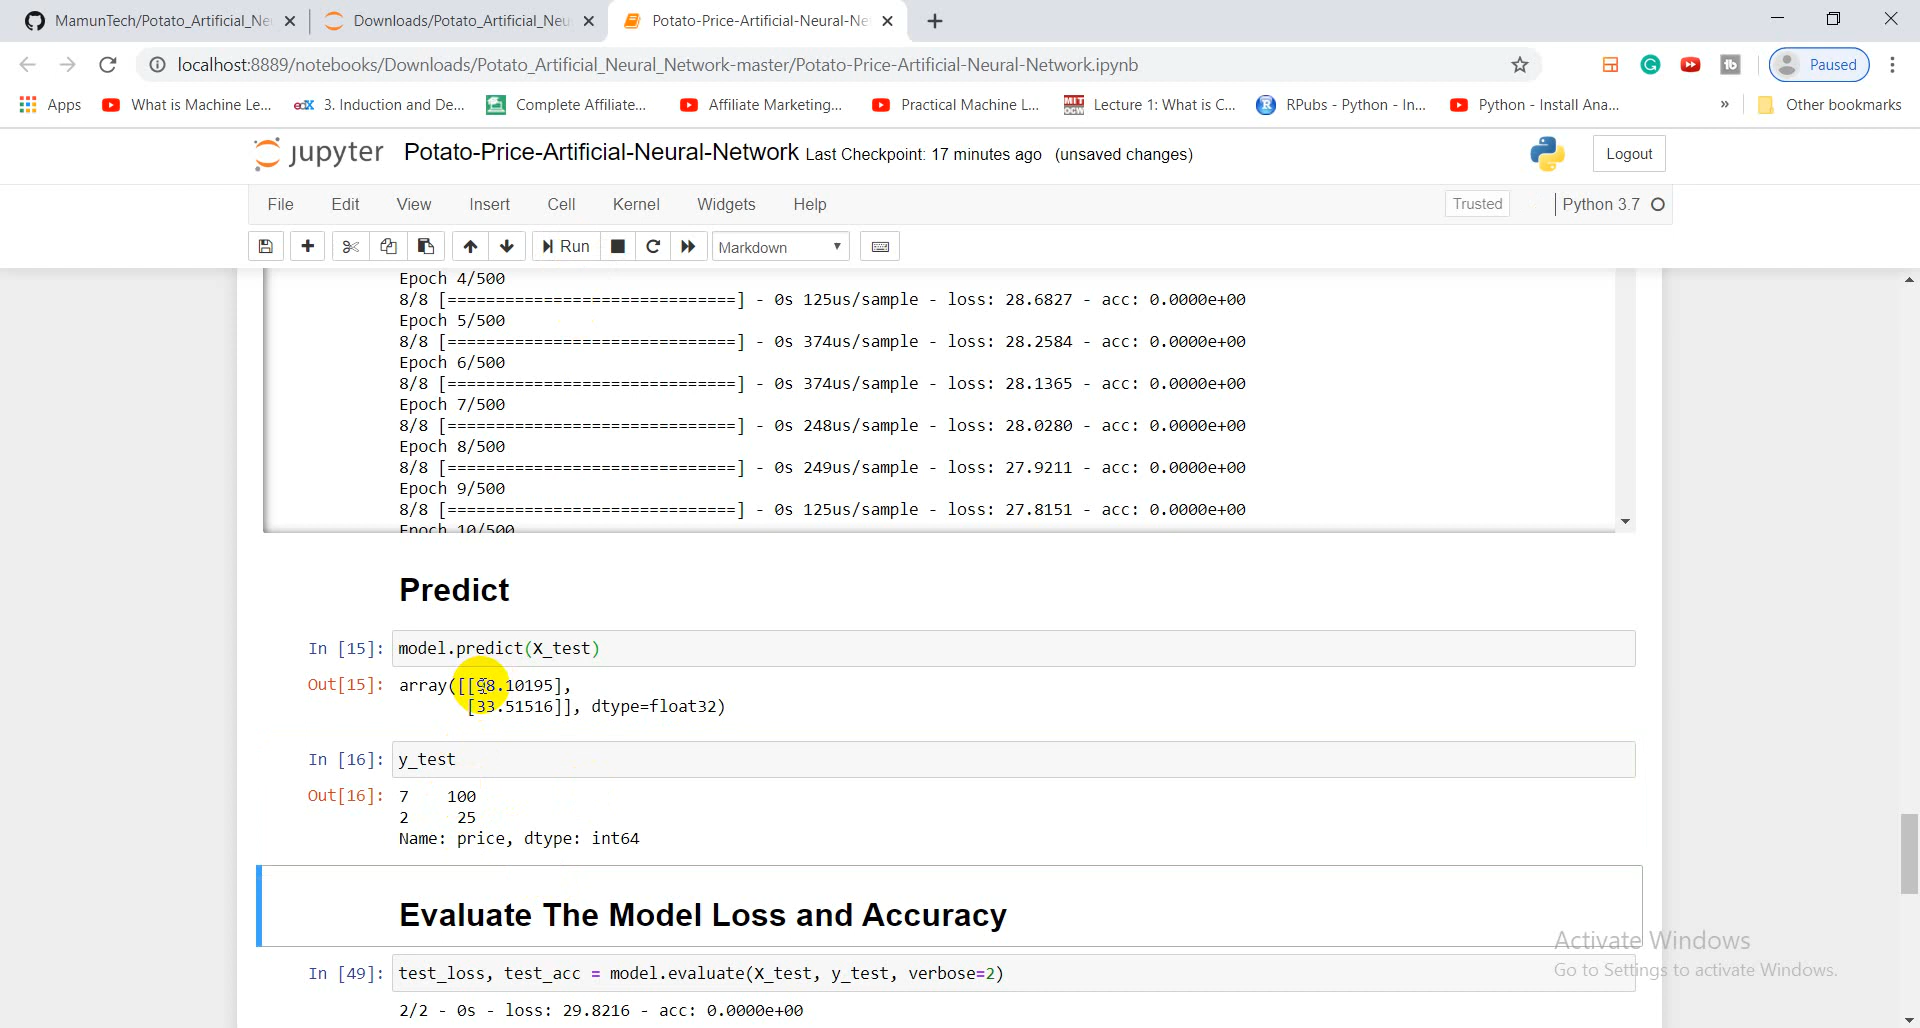 MamunTech/Potato_Artificial_Ne
Downloads/Potato_Artificial_Neu
Potato-Price-Artificial-Neural-Ne
localhost:8889/notebooks/Downloads/Potato_Artificial_Neural_Network-master/Potato-Price-Artificial-Neural-Network.ipynb
Paused
Apps What is Machine Le... edX 3. Induction and De... Complete Affiliate... Affiliate Marketing... Practical Machine L... MIT OCW Lecture 1: What is C... R RPubs - Python - In... Python - Install Ana... » Other bookmarks
jupyter Potato-Price-Artificial-Neural-Network Last Checkpoint: 17 minutes ago (unsaved changes) Logout
File Edit View Insert Cell Kernel Widgets Help Trusted Python 3.7
Run Markdown
Epoch 4/500
8/8 [==============================] - 0s 125us/sample - loss: 28.6827 - acc: 0.0000e+00
Epoch 5/500
8/8 [==============================] - 0s 374us/sample - loss: 28.2584 - acc: 0.0000e+00
Epoch 6/500
8/8 [==============================] - 0s 374us/sample - loss: 28.1365 - acc: 0.0000e+00
Epoch 7/500
8/8 [==============================] - 0s 248us/sample - loss: 28.0280 - acc: 0.0000e+00
Epoch 8/500
8/8 [==============================] - 0s 249us/sample - loss: 27.9211 - acc: 0.0000e+00
Epoch 9/500
8/8 [==============================] - 0s 125us/sample - loss: 27.8151 - acc: 0.0000e+00
Epoch 10/500
Predict
In [15]: model.predict(X_test)
Out[15]: array([[98.10195],
[33.51516]], dtype=float32)
In [16]: y_test
Out[16]: 7 100
2 25
Name: price, dtype: int64
Evaluate The Model Loss and Accuracy
Activate Windows
Go to Settings to activate Windows.
In [49]: test_loss, test_acc = model.evaluate(X_test, y_test, verbose=2)
2/2 - 0s - loss: 29.8216 - acc: 0.0000e+00